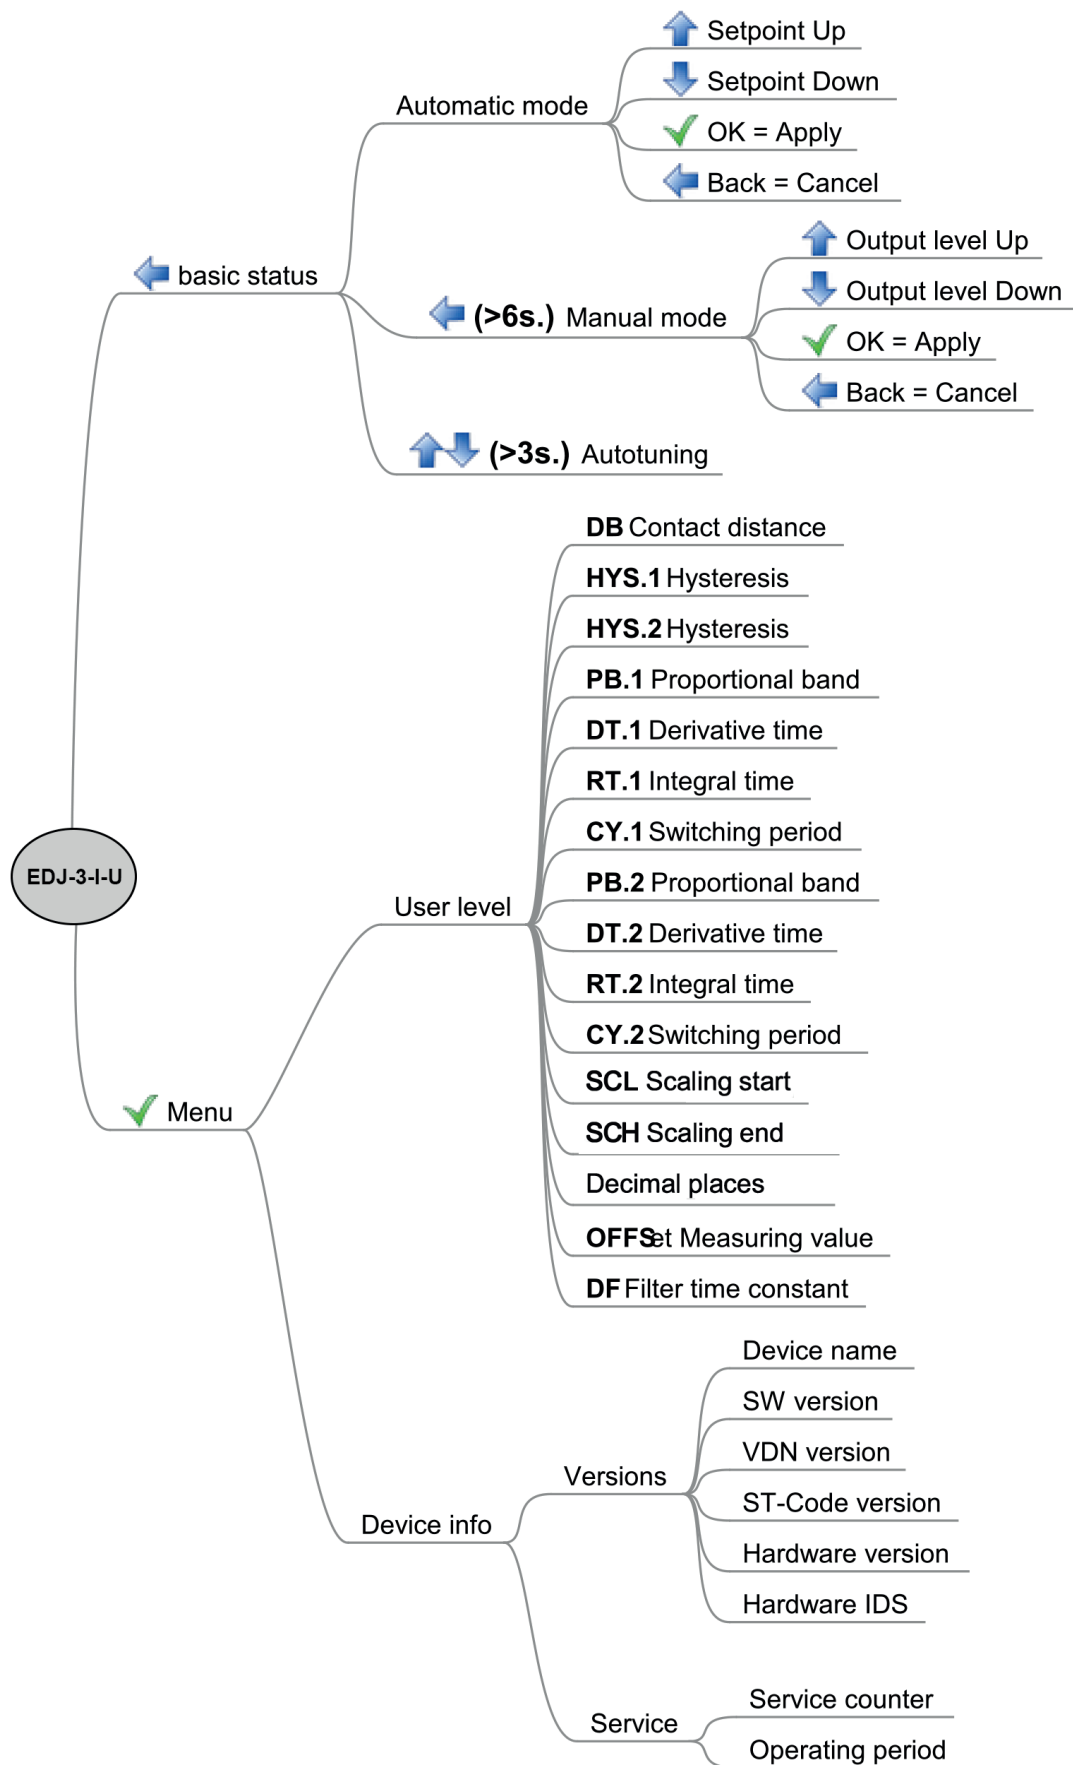 Setpoint Up
Setpoint Down
Automatic mode
OK = Apply
Back = Cancel
Output level Up
basic status
Output level Down
(>6s.) Manual mode
OK = Apply
Back = Cancel
(>3s.) Autotuning
DB Contact distance
HYS.1 Hysteresis
HYS.2 Hysteresis
PB.1 Proportional band
DT.1 Derivative time
RT.1 Integral time
CY.1 Switching period
EDJ-3-I-U
PB.2 Proportional band
User level
DT.2 Derivative time
RT.2 Integral time
CY.2 Switching period
SCL Scaling start
Menu
SCH Scaling end
Decimal places
OFFSet Measuring value
DF Filter time constant
Device name
SW version
VDN version
Versions
ST-Code version
Device info
Hardware version
Hardware IDS
Service counter
Service
Operating period